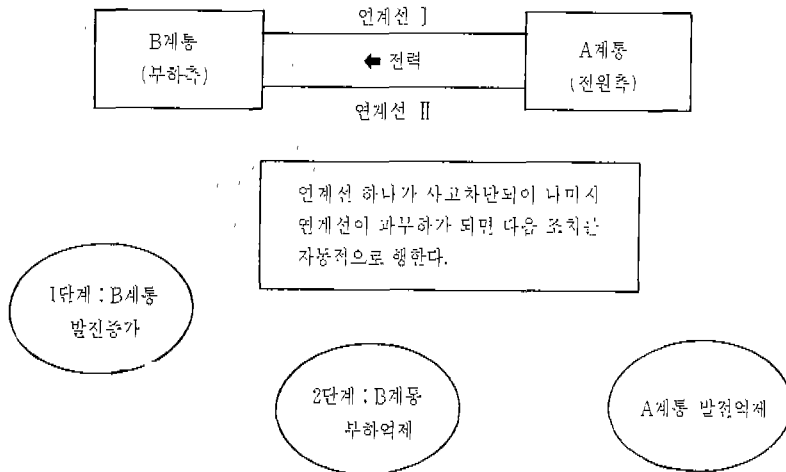 연계선 I
B계통
(부하측)
← 전력
A계통
(전원측)
연계선 II
연계선 하나가 사고차단되어 나머지
연계선이 과부하가 되면 다음 조치를
자동적으로 행한다.
1단계 : B계통
발전증가
2단계 : B계통
부하억제
A계통 발전억제